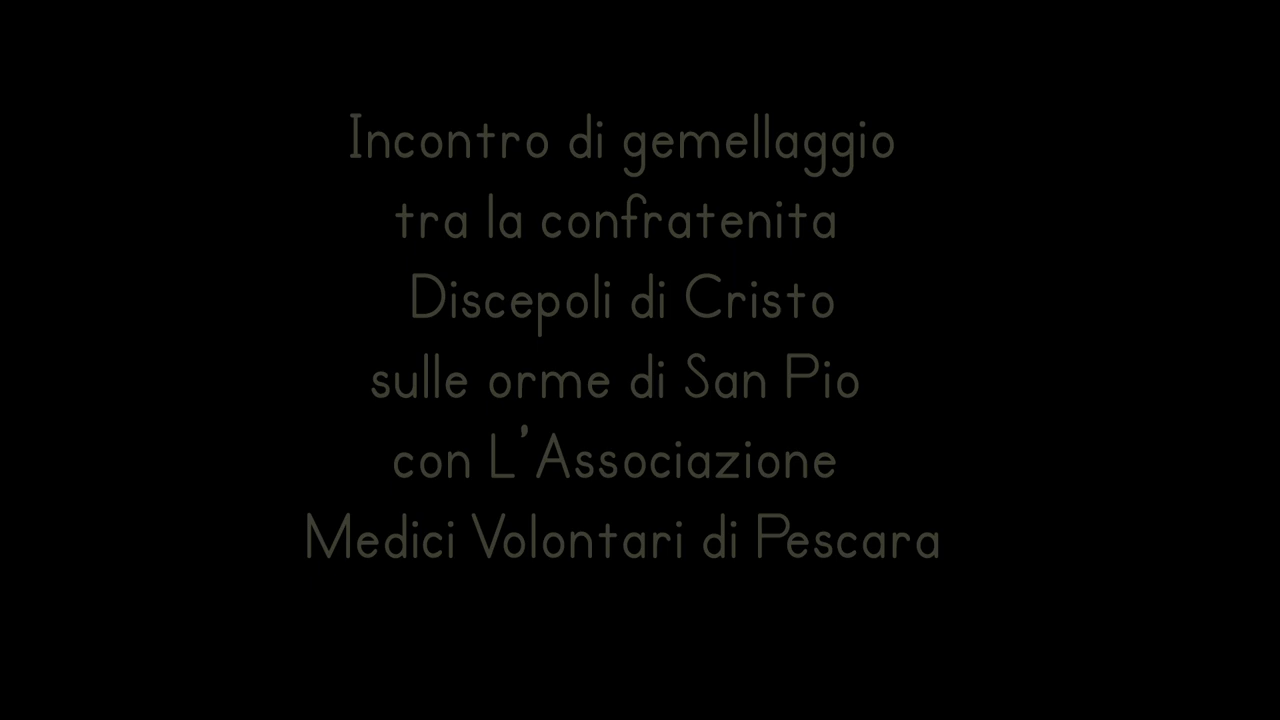 Incontro di gemellaggio
tra la confratenita
Discepoli di Cristo
sulle orme di San Pio
con L'Associazione
Medici Volontari di Pescara